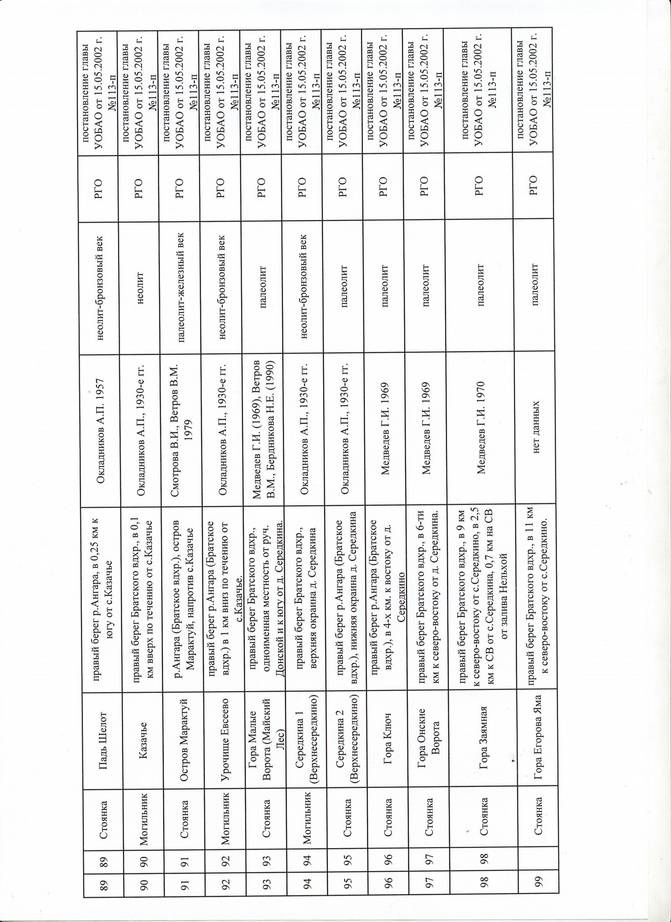 89 89 Стоянка Падь Шелот правый берег р.Ангара, в 0,25 км к югу от с.Казачье Окладников А.П. 1957 неолит-бронзовый век РГО постановление главы УОБАО от 15.05.2002 г. №113-п
90 90 Могильник Казачье правый берег Братского вдхр., в 0,1 км вверх по течению от с.Казачье Окладников А.П., 1930-е гг. неолит РГО постановление главы УОБАО от 15.05.2002 г. №113-п
91 91 Стоянка Остров Марактуй р.Ангара (Братское вдхр.), остров Марактуй, напротив с.Казачье Смотрова В.И., Ветров В.М. 1979 палеолит-железный век РГО постановление главы УОБАО от 15.05.2002 г. №113-п
92 92 Могильник Урочище Евсеево правый берег р.Ангара (Братское вдхр.) в 1 км вниз по течению от с.Казачье. Окладников А.П., 1930-е гг. неолит-бронзовый век РГО постановление главы УОБАО от 15.05.2002 г. №113-п
93 93 Стоянка Гора Малые Ворота (Майский Лес) правый берег Братского вдхр., одноименная местность от руч. Донской и к югу от д. Середкина. Медведев Г.И. (1969), Ветров В.М., Бердникова Н.Е. (1990) палеолит РГО постановление главы УОБАО от 15.05.2002 г. №113-п
94 94 Могильник Середкина 1 (Верхнесередкино) правый берег Братского вдхр., верхняя окраина д. Середкина Окладников А.П., 1930-е гг. неолит-бронзовый век РГО постановление главы УОБАО от 15.05.2002 г. №113-п
95 95 Стоянка Середкина 2 (Верхнесередкино) правый берег р.Ангара (Братское вдхр.), нижняя окраина д. Середкина Окладников А.П., 1930-е гг. палеолит РГО постановление главы УОБАО от 15.05.2002 г. №113-п
96 96 Стоянка Гора Ключ правый берег р.Ангара (Братское вдхр.), в 4-х км. к востоку от д. Середкино Медведев Г.И. 1969 палеолит РГО постановление главы УОБАО от 15.05.2002 г. №113-п
97 97 Стоянка Гора Онские Ворота правый берег Братского вдхр., в 6-ти км к северо-востоку от д. Середкина. Медведев Г.И. 1969 палеолит РГО постановление главы УОБАО от 15.05.2002 г. №113-п
98 98 Стоянка Гора Заямная правый берег Братского вдхр., в 9 км к северо-востоку от с.Середкино, в 2,5 км к СВ от с.Середкина, 0,7 км на СВ от залива Нельхой Медведев Г.И. 1970 палеолит РГО постановление главы УОБАО от 15.05.2002 г. №113-п
99 Стоянка Гора Егорова Яма правый берег Братского вдхр., в 11 км к северо-востоку от с.Середкино. нет данных палеолит РГО постановление главы УОБАО от 15.05.2002 г. №113-п